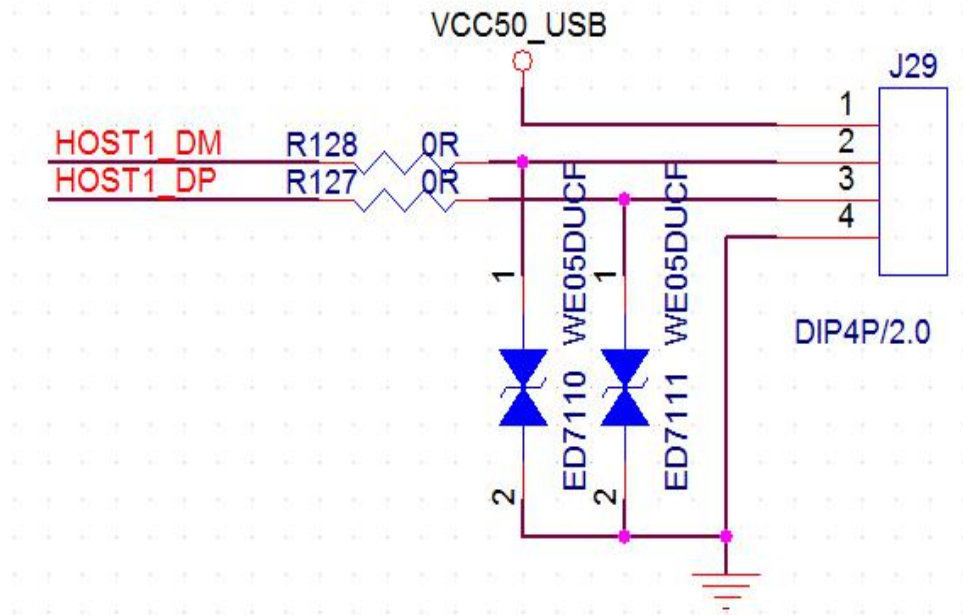 VCC50_USB
J29
1
HOST1_DM R128 0R 2
HOST1_DP R127 0R 3
4
1 WE05DUCF
1 WE05DUCF
DIP4P/2.0
2 ED7110
2 ED7111